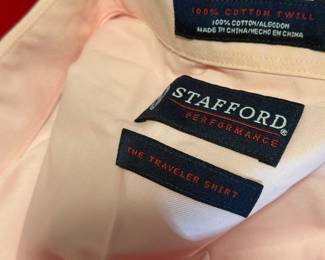 100% COTTON TWILL
100% COTTON/ALGODON
MADE IN CHINA/HECHO EN CHINA
STAFFORD®
PERFORMANCE
THE TRAVELER SHIRT